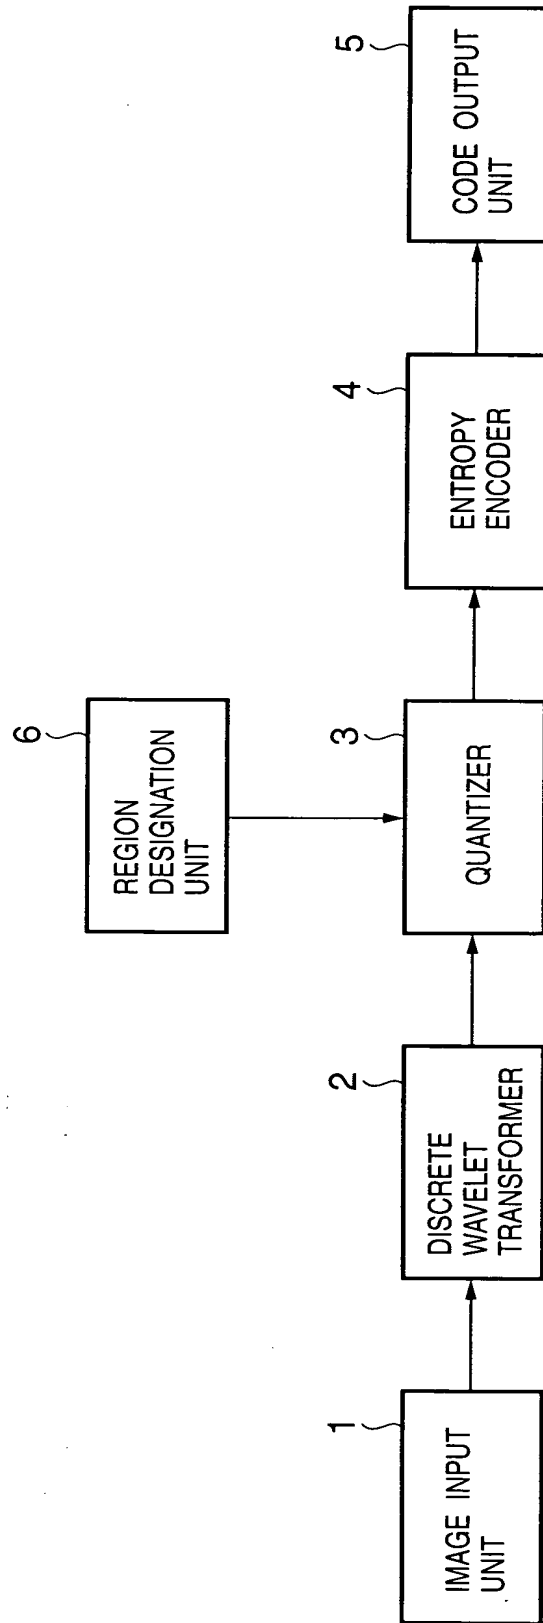 1
IMAGE INPUT
UNIT
2
DISCRETE
WAVELET
TRANSFORMER
6
REGION
DESIGNATION
UNIT
3
QUANTIZER
4
ENTROPY
ENCODER
5
CODE OUTPUT
UNIT